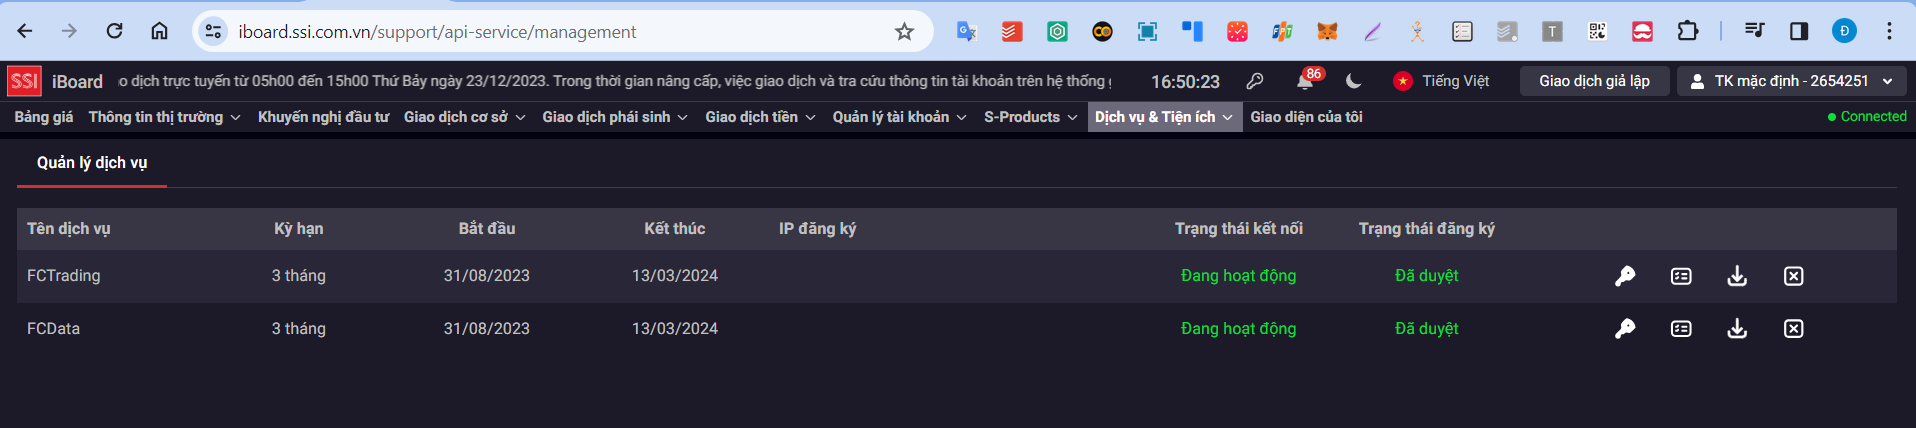 iboard.ssi.com.vn/support/api-service/management
SSI iBoard ao dịch trực tuyến từ 05h00 đến 15h00 Thứ Bảy ngày 23/12/2023. Trong thời gian nâng cấp, việc giao dịch và tra cứu thông tin tài khoản trên hệ thống 16:50:23 86 Tiếng Việt Giao dịch giả lập TK mặc định - 2654251
Bảng giá Thông tin thị trường Khuyến nghị đầu tư Giao dịch cơ sở Giao dịch phái sinh Giao dịch tiền Quản lý tài khoản S-Products Dịch vụ & Tiện ích Giao diện của tôi Connected
Quản lý dịch vụ
Tên dịch vụ Kỳ hạn Bắt đầu Kết thúc IP đăng ký Trạng thái kết nối Trạng thái đăng ký
FCTrading 3 tháng 31/08/2023 13/03/2024 Đang hoạt động Đã duyệt
FCData 3 tháng 31/08/2023 13/03/2024 Đang hoạt động Đã duyệt